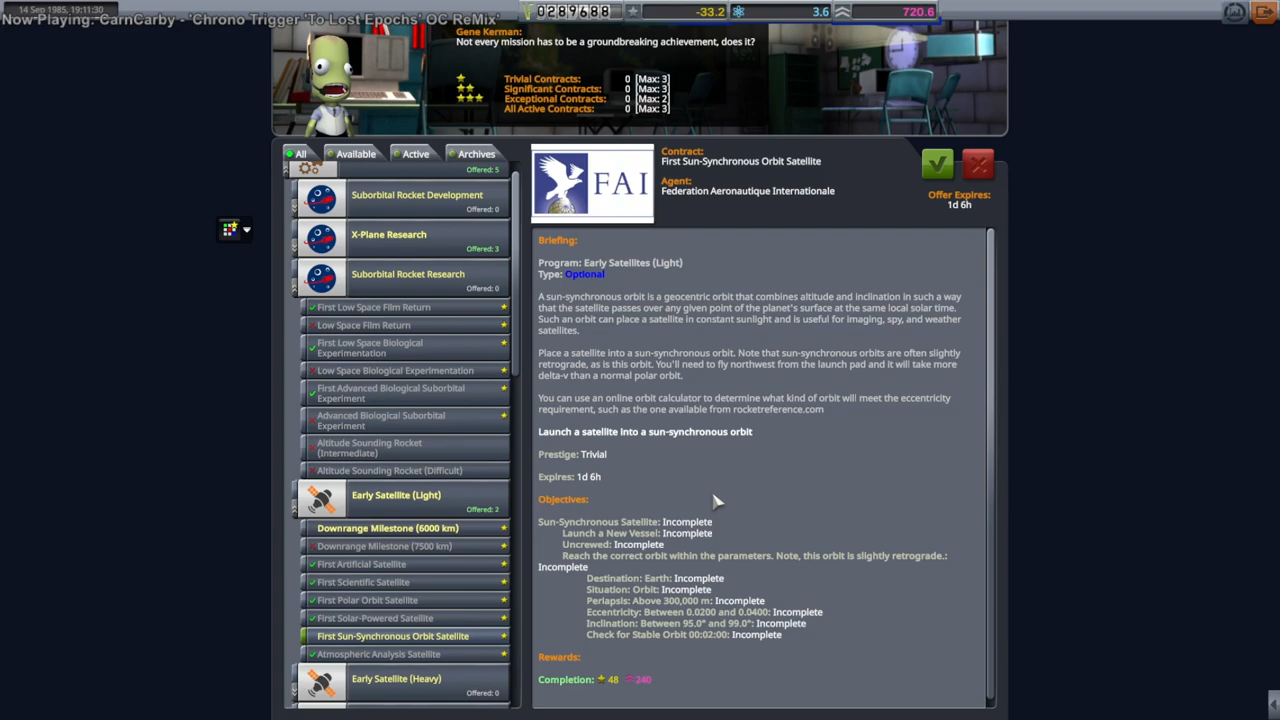 14 Sep 1985, 19:11:30
Now Playing: 'CarnCarby - 'Chrono Trigger 'To Lost Epochs' OC ReMix'
0289688
-33.2
3.6
720.6
Gene Kerman:
Not every mission has to be a groundbreaking achievement, does it?
Trivial Contracts: 0 [Max: 3]
Significant Contracts: 0 [Max: 3]
Exceptional Contracts: 0 [Max: 2]
All Active Contracts: 0 [Max: 3]
All
Available
Active
Archives
Offered: 5
Suborbital Rocket Development
Offered: 0
X-Plane Research
Offered: 3
Suborbital Rocket Research
Offered: 0
First Low Space Film Return
Low Space Film Return
First Low Space Biological
Experimentation
Low Space Biological Experimentation
First Advanced Biological Suborbital
Experiment
Advanced Biological Suborbital
Experiment
Altitude Sounding Rocket
(Intermediate)
Altitude Sounding Rocket (Difficult)
Early Satellite (Light)
Offered: 2
Downrange Milestone (6000 km)
Downrange Milestone (7500 km)
First Artificial Satellite
First Scientific Satellite
First Polar Orbit Satellite
First Solar-Powered Satellite
First Sun-Synchronous Orbit Satellite
Atmospheric Analysis Satellite
Early Satellite (Heavy)
Offered: 0
FAI
Contract:
First Sun-Synchronous Orbit Satellite
Agent:
Federation Aeronautique Internationale
Offer Expires:
1d 6h
Briefing:
Program: Early Satellites (Light)
Type: Optional
A sun-synchronous orbit is a geocentric orbit that combines altitude and inclination in such a way
that the satellite passes over any given point of the planet's surface at the same local solar time.
Such an orbit can place a satellite in constant sunlight and is useful for imaging, spy, and weather
satellites.
Place a satellite into a sun-synchronous orbit. Note that sun-synchronous orbits are often slightly
retrograde, as is this orbit. You'll need to fly northwest from the launch pad and it will take more
delta-v than a normal polar orbit.
You can use an online orbit calculator to determine what kind of orbit will meet the eccentricity
requirement, such as the one available from rocketreference.com
Launch a satellite into a sun-synchronous orbit
Prestige: Trivial
Expires: 1d 6h
Objectives:
Sun-Synchronous Satellite: Incomplete
Launch a New Vessel: Incomplete
Uncrewed: Incomplete
Reach the correct orbit within the parameters. Note, this orbit is slightly retrograde.:
Incomplete
Destination: Earth: Incomplete
Situation: Orbit: Incomplete
Periapsis: Above 300,000 m: Incomplete
Eccentricity: Between 0.0200 and 0.0400: Incomplete
Inclination: Between 95.0° and 99.0°: Incomplete
Check for Stable Orbit 00:02:00: Incomplete
Rewards:
Completion: 48 240